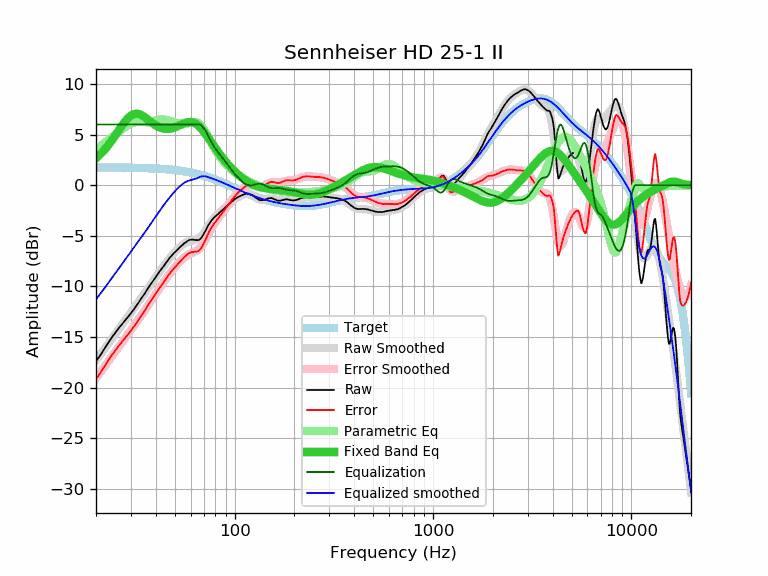 Sennheiser HD 25-1 II
10
5
0
−5
−10
−15
−20
−25
−30
Amplitude (dBr)
Target
Raw Smoothed
Error Smoothed
Raw
Error
Parametric Eq
Fixed Band Eq
Equalization
Equalized smoothed
100
1000
10000
Frequency (Hz)